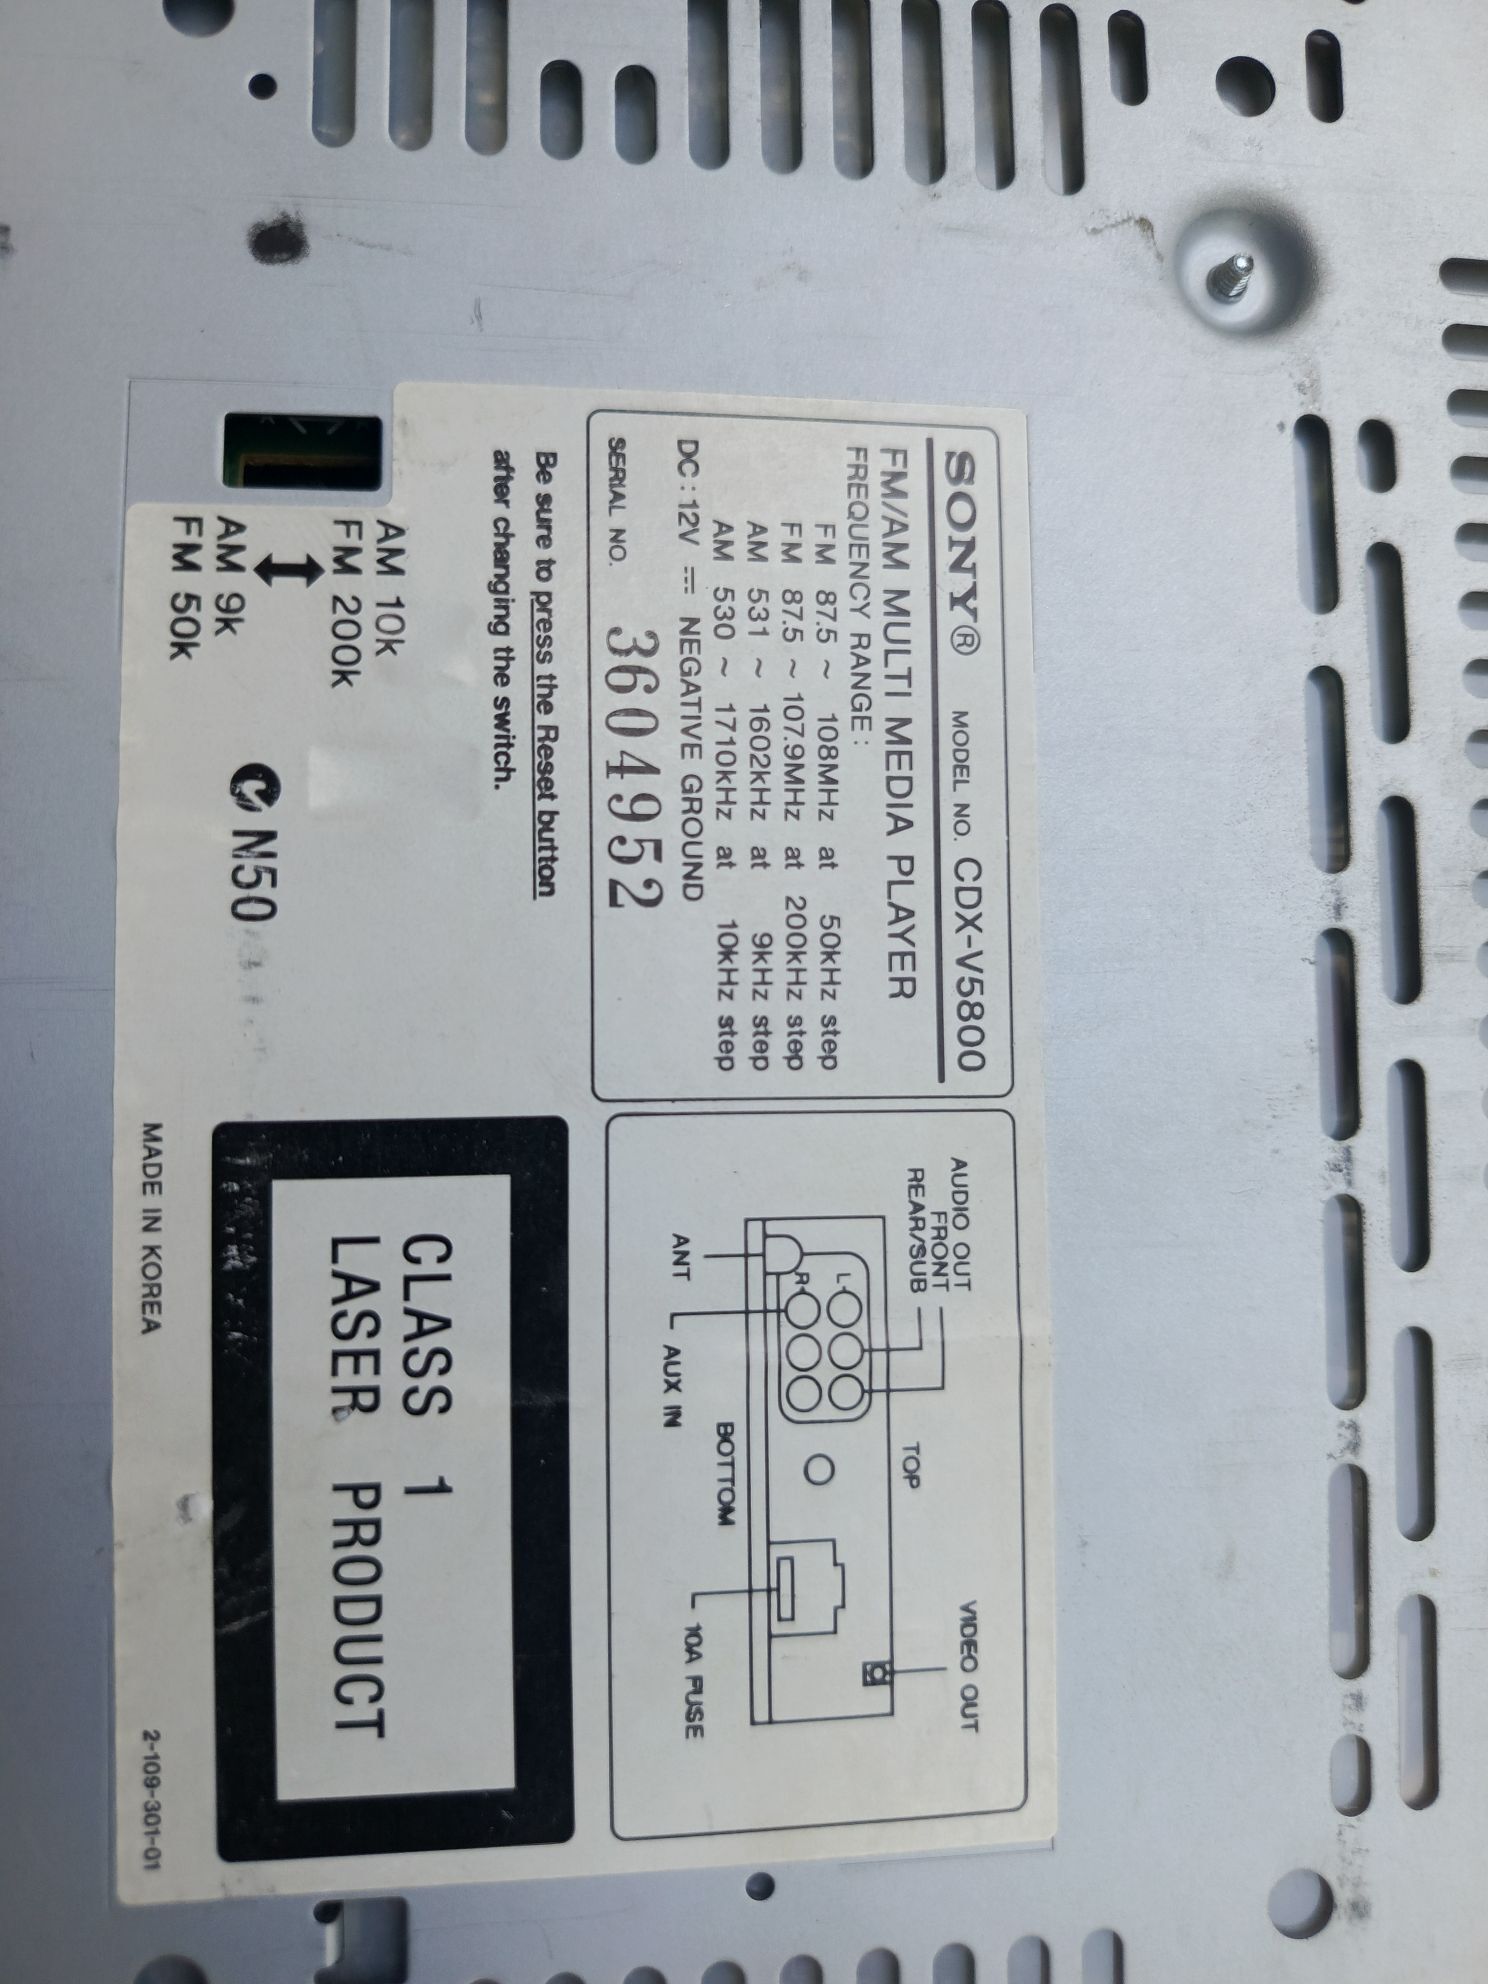 SONY® MODEL NO. CDX-V5800
FM/AM MULTI MEDIA PLAYER
FREQUENCY RANGE:
FM 87.5 ~ 108MHz at 50kHz step
FM 87.5 ~ 107.9MHz at 200kHz step
AM 531 ~ 1602kHz at 9kHz step
AM 530 ~ 1710kHz at 10kHz step
DC: 12V ⎓ NEGATIVE GROUND
SERIAL NO. 3604952
Be sure to press the Reset button
after changing the switch.
AM 10k
FM 200k
AM 9k
FM 50k
N50
AUDIO OUT
FRONT
REAR/SUB
TOP
VIDEO OUT
L
R
ANT
AUX IN
BOTTOM
10A FUSE
CLASS 1
LASER PRODUCT
MADE IN KOREA
2-109-301-01